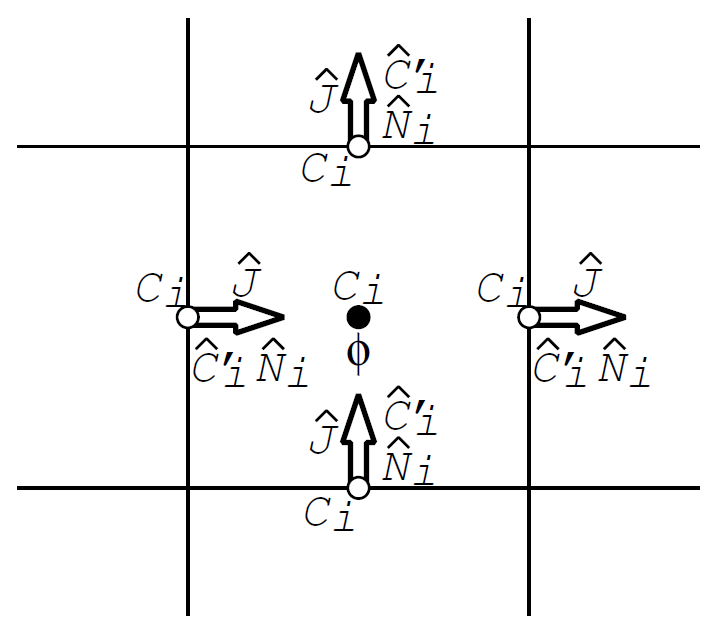 Ĵ Ĉ′i
N̂i
Ci
Ci Ĵ Ci Ci Ĵ
Ĉ′i N̂i ϕ Ĉ′i N̂i
Ĵ Ĉ′i
N̂i
Ci